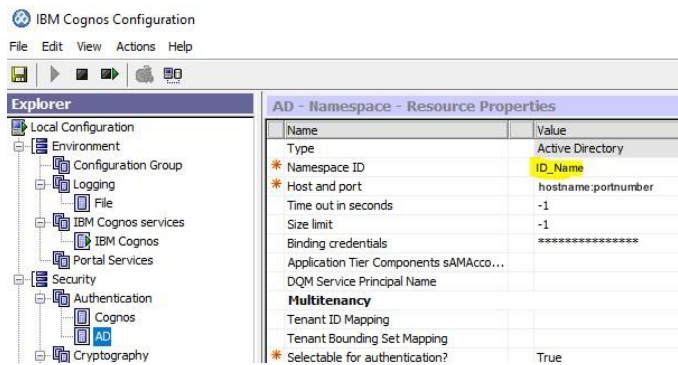 IBM Cognos Configuration
File Edit View Actions Help
Explorer
Local Configuration
Environment
Configuration Group
Logging
File
IBM Cognos services
IBM Cognos
Portal Services
Security
Authentication
Cognos
AD
Cryptography
AD - Namespace - Resource Properties
Name Value
Type Active Directory
* Namespace ID ID_Name
* Host and port hostname:portnumber
Time out in seconds -1
Size limit -1
Binding credentials ***************
Application Tier Components sAMAcco...
DQM Service Principal Name
Multitenancy
Tenant ID Mapping
Tenant Bounding Set Mapping
* Selectable for authentication? True